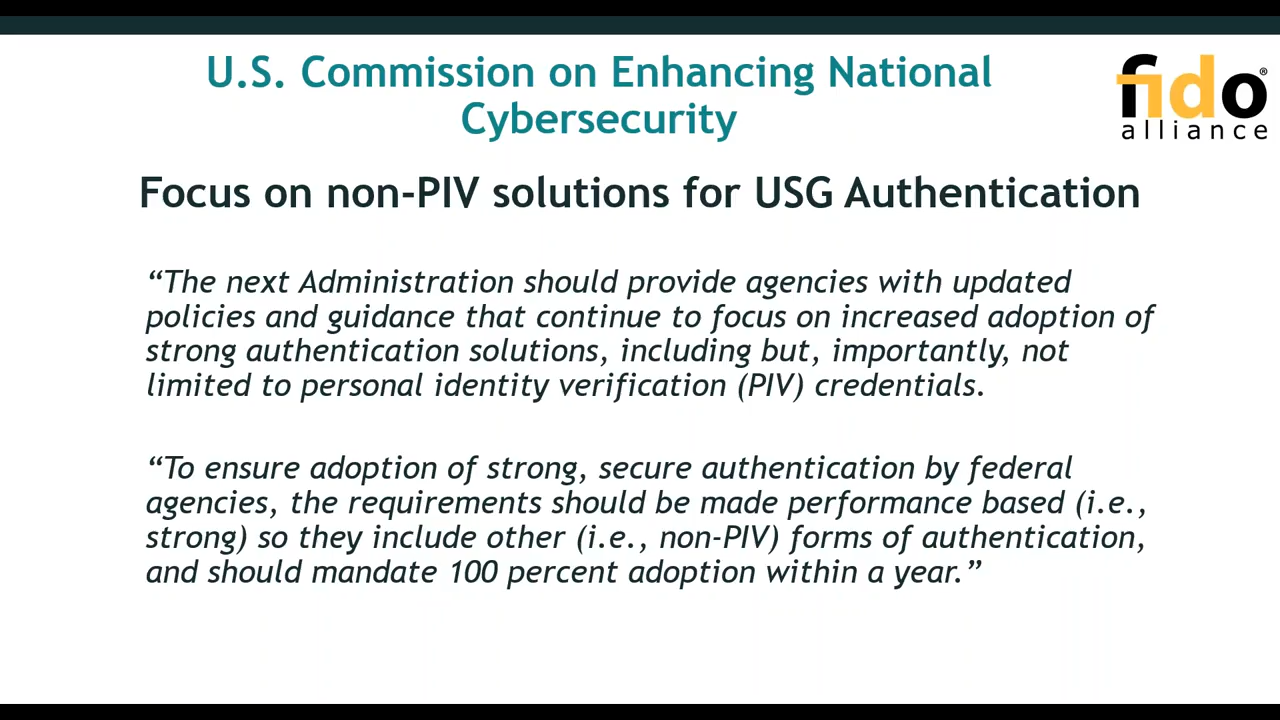 U.S. Commission on Enhancing National
Cybersecurity
fido®
alliance
Focus on non-PIV solutions for USG Authentication
“The next Administration should provide agencies with updated
policies and guidance that continue to focus on increased adoption of
strong authentication solutions, including but, importantly, not
limited to personal identity verification (PIV) credentials.
“To ensure adoption of strong, secure authentication by federal
agencies, the requirements should be made performance based (i.e.,
strong) so they include other (i.e., non-PIV) forms of authentication,
and should mandate 100 percent adoption within a year.”